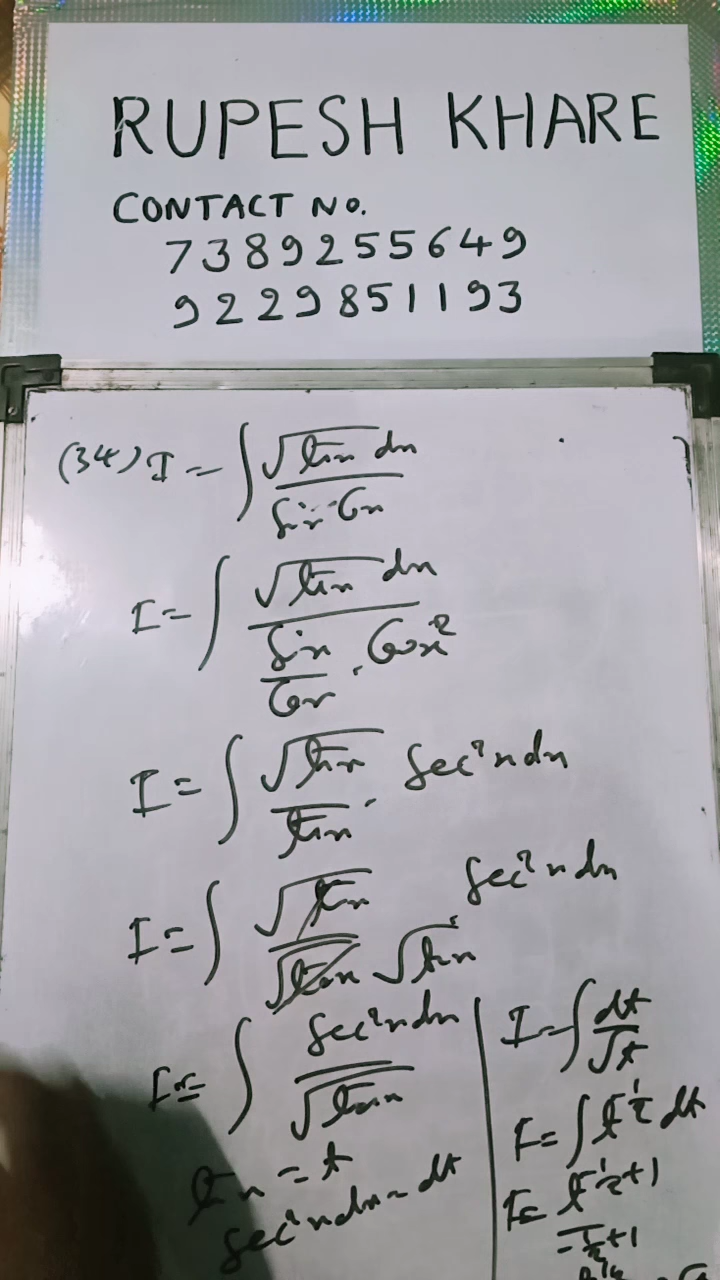 RUPESH KHARE
CONTACT No.
7389255649
9229851193
(34) I = ∫ √tanx dx / sinx Cosx
I = ∫ √tanx dx / (sinx / Cosx . Cosx²)
I = ∫ √tanx / tanx . sec²x dx
I = ∫ √tanx / √tanx √tanx sec²x dx
I = ∫ sec²x dx / √tanx
tanx = t
sec²x dx = dt
I = ∫ dt / √t
I = ∫ t^-1/2 dt
I = t^-1/2+1 / -1/2+1